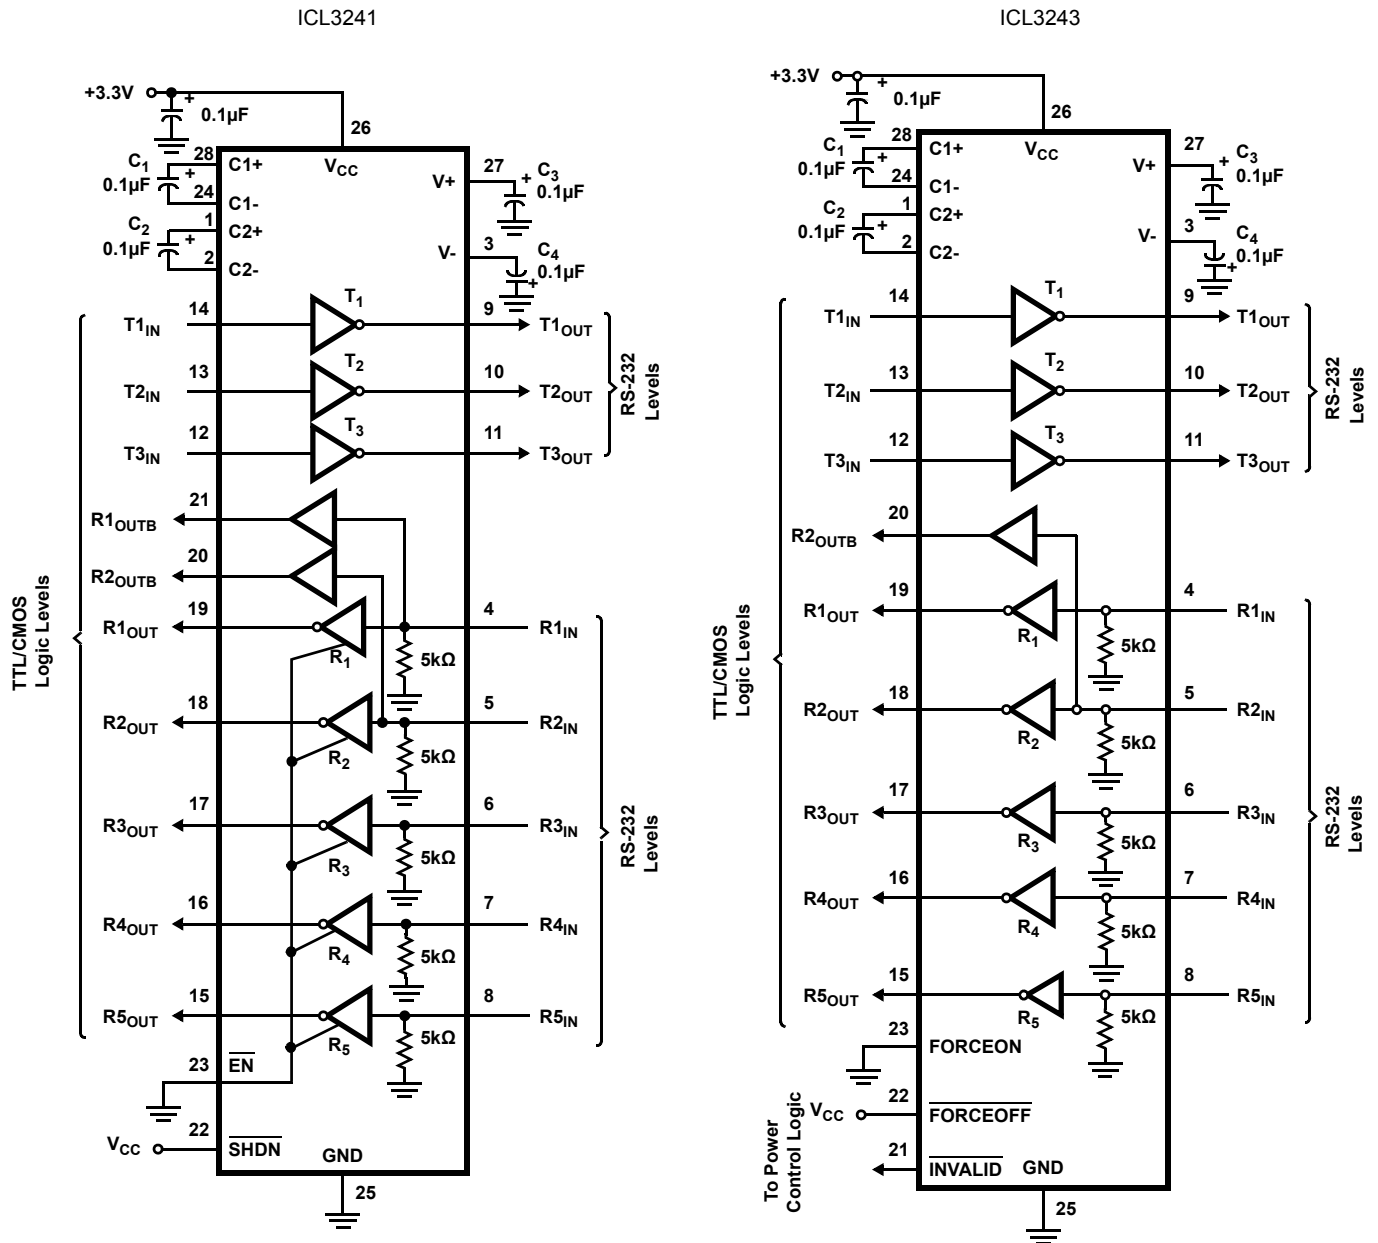 ICL3241
+3.3V
0.1µF
26
VCC
28
C1+
C1
0.1µF
24
C1-
1
C2+
C2
0.1µF
2
C2-
27
V+
C3
0.1µF
3
V-
C4
0.1µF
T1IN
14
T1
9
T1OUT
T2IN
13
T2
10
T2OUT
T3IN
12
T3
11
T3OUT
RS-232
Levels
R1OUTB
21
R2OUTB
20
R1OUT
19
R1
4
R1IN
5kΩ
R2OUT
18
R2
5
R2IN
5kΩ
R3OUT
17
R3
6
R3IN
5kΩ
R4OUT
16
R4
7
R4IN
5kΩ
R5OUT
15
R5
8
R5IN
5kΩ
TTL/CMOS
Logic Levels
RS-232
Levels
23
EN
VCC
22
SHDN
GND
25
ICL3243
+3.3V
0.1µF
26
VCC
28
C1+
C1
0.1µF
24
C1-
1
C2+
C2
0.1µF
2
C2-
27
V+
C3
0.1µF
3
V-
C4
0.1µF
T1IN
14
T1
9
T1OUT
T2IN
13
T2
10
T2OUT
T3IN
12
T3
11
T3OUT
RS-232
Levels
R2OUTB
20
R1OUT
19
R1
4
R1IN
5kΩ
R2OUT
18
R2
5
R2IN
5kΩ
R3OUT
17
R3
6
R3IN
5kΩ
R4OUT
16
R4
7
R4IN
5kΩ
R5OUT
15
R5
8
R5IN
5kΩ
TTL/CMOS
Logic Levels
RS-232
Levels
23
FORCEON
VCC
22
FORCEOFF
21
INVALID
To Power
Control Logic
GND
25